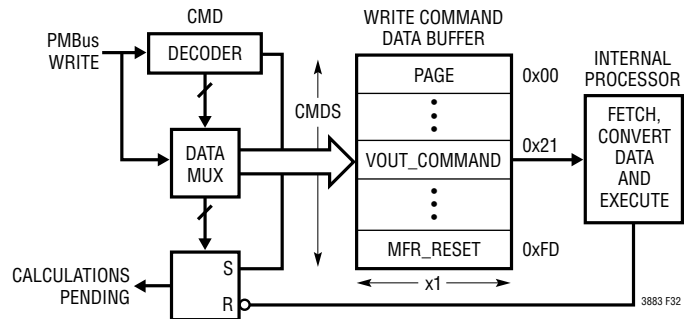 CMD
PMBus
WRITE
DECODER
DATA
MUX
S
R
CALCULATIONS
PENDING
CMDS
WRITE COMMAND
DATA BUFFER
PAGE
0x00
VOUT_COMMAND
0x21
MFR_RESET
0xFD
x1
INTERNAL
PROCESSOR
FETCH,
CONVERT
DATA
AND
EXECUTE
3883 F32